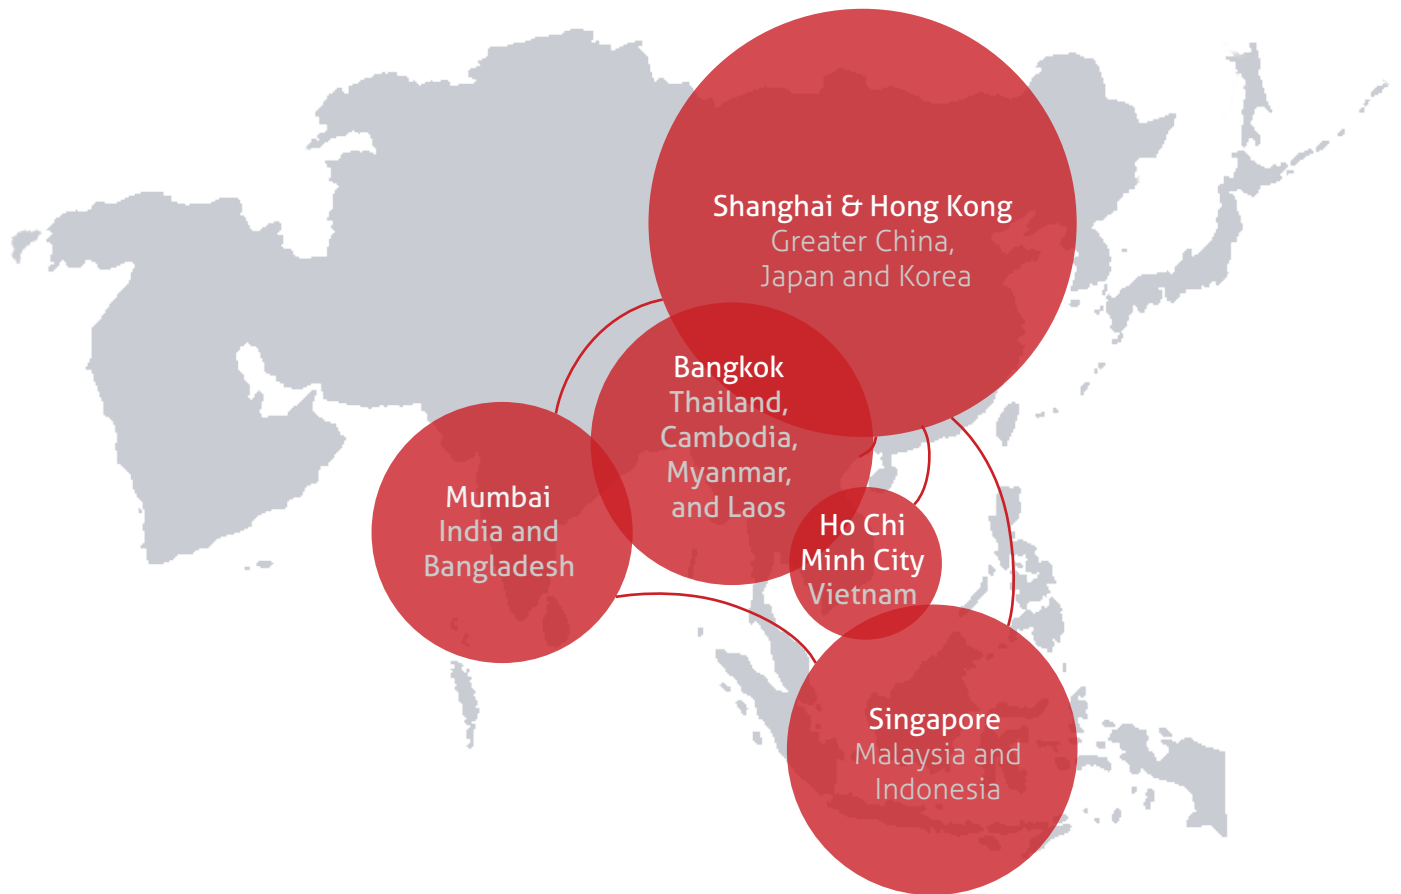 Shanghai & Hong Kong
Greater China,
Japan and Korea
Bangkok
Thailand,
Cambodia,
Myanmar,
and Laos
Mumbai
India and
Bangladesh
Ho Chi
Minh City
Vietnam
Singapore
Malaysia and
Indonesia